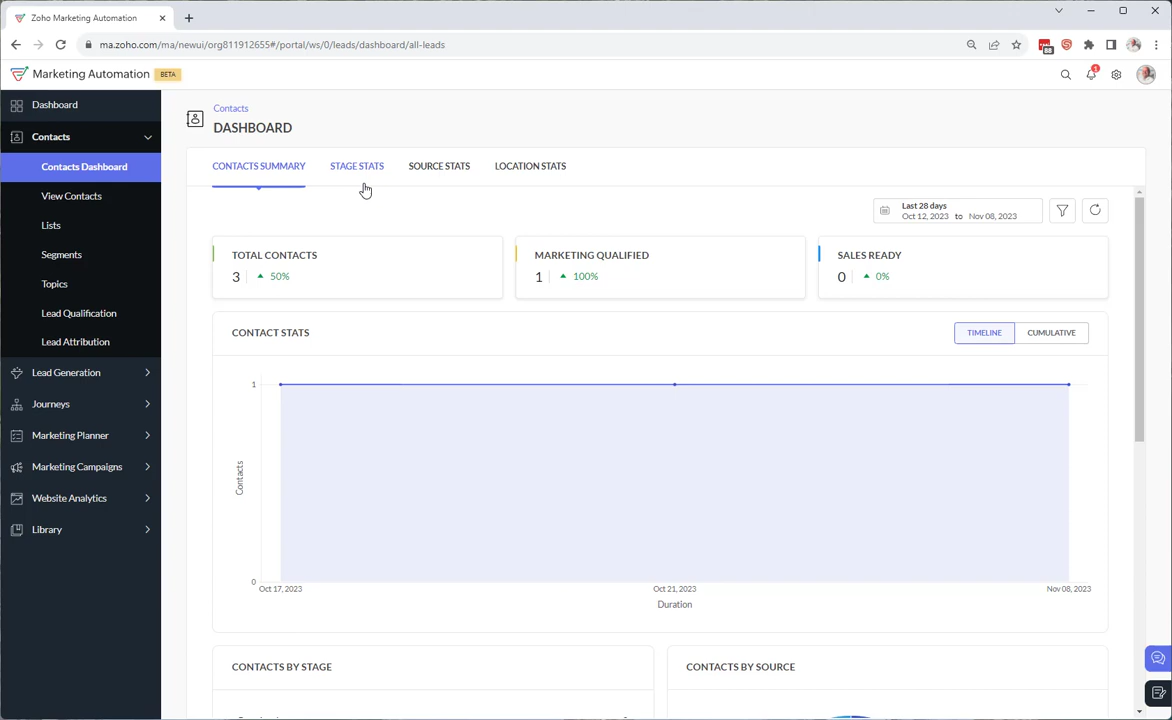 Zoho Marketing Automation
ma.zoho.com/ma/newui/org811912655#/portal/ws/0/leads/dashboard/all-leads
88
Marketing Automation BETA
1
Dashboard
Contacts
Contacts Dashboard
View Contacts
Lists
Segments
Topics
Lead Qualification
Lead Attribution
Lead Generation
Journeys
Marketing Planner
Marketing Campaigns
Website Analytics
Library
Contacts
DASHBOARD
CONTACTS SUMMARY STAGE STATS SOURCE STATS LOCATION STATS
Last 28 days
Oct 12, 2023 to Nov 08, 2023
TOTAL CONTACTS
3 50%
MARKETING QUALIFIED
1 100%
SALES READY
0 0%
CONTACT STATS
TIMELINE CUMULATIVE
1
Contacts
0
Oct 17, 2023 Oct 21, 2023 Nov 08, 2023
Duration
CONTACTS BY STAGE
CONTACTS BY SOURCE